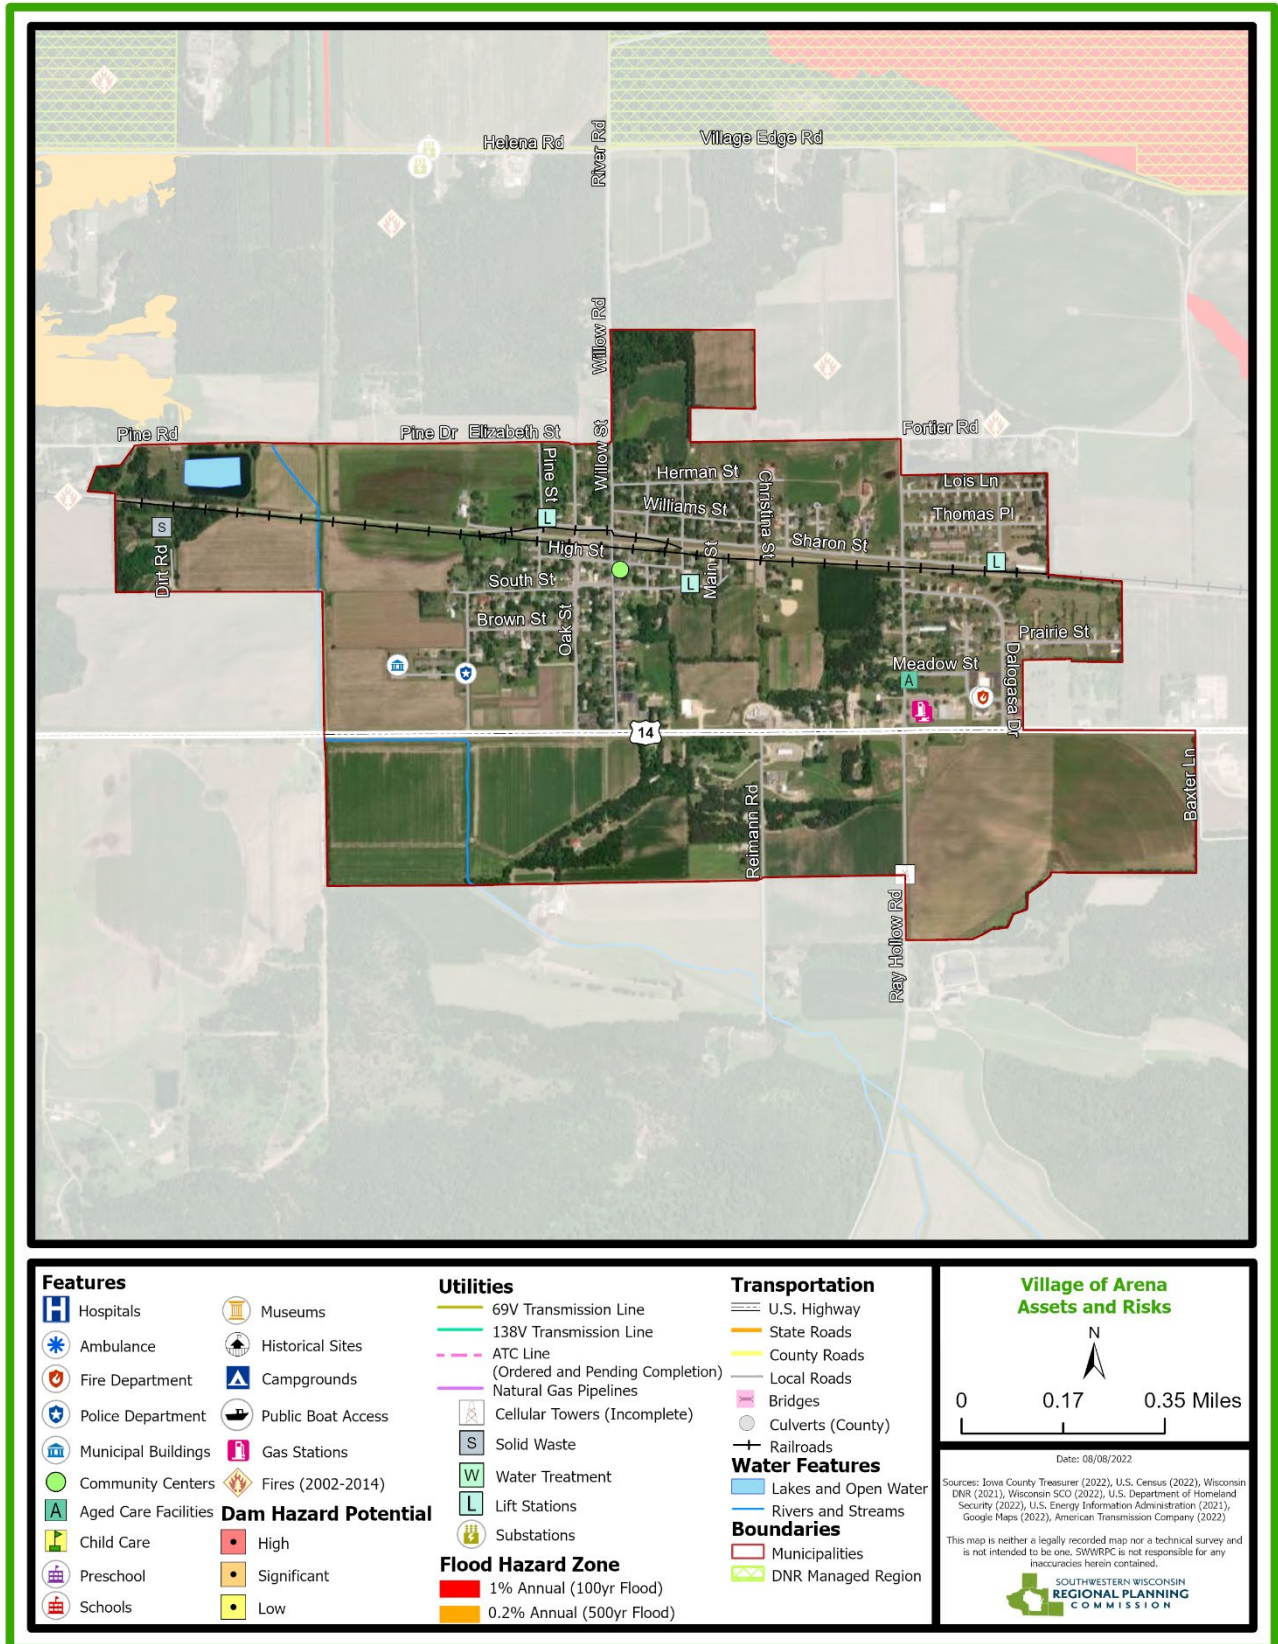 Helena Rd
River Rd
Village Edge Rd
Willow Rd
Pine Rd
Pine Dr
Elizabeth St
Willow St
Fortier Rd
Pine St
Herman St
Christina St
Lois Ln
Williams St
Thomas Pl
L
S
High St
Sharon St
L
Dirt Rd
South St
L
Main St
Brown St
Oak St
Prairie St
Meadow St
A
Dalogasa Dr
14
Reimann Rd
Baxter Ln
Ray Hollow Rd
Features
H Hospitals
Ambulance
Fire Department
Police Department
Municipal Buildings
Community Centers
A Aged Care Facilities
Child Care
Preschool
Schools
Museums
Historical Sites
Campgrounds
Public Boat Access
Gas Stations
Fires (2002-2014)
Dam Hazard Potential
High
Significant
Low
Utilities
69V Transmission Line
138V Transmission Line
ATC Line
(Ordered and Pending Completion)
Natural Gas Pipelines
Cellular Towers (Incomplete)
S Solid Waste
W Water Treatment
L Lift Stations
Substations
Flood Hazard Zone
1% Annual (100yr Flood)
0.2% Annual (500yr Flood)
Transportation
U.S. Highway
State Roads
County Roads
Local Roads
Bridges
Culverts (County)
Railroads
Water Features
Lakes and Open Water
Rivers and Streams
Boundaries
Municipalities
DNR Managed Region
Village of Arena
Assets and Risks
N
0 0.17 0.35 Miles
Date: 08/08/2022
Sources: Iowa County Treasurer (2022), U.S. Census (2022), Wisconsin
DNR (2021), Wisconsin SCO (2022), U.S. Department of Homeland
Security (2022), U.S. Energy Information Administration (2021),
Google Maps (2022), American Transmission Company (2022)
This map is neither a legally recorded map nor a technical survey and
is not intended to be one. SWWRPC is not responsible for any
inaccuracies herein contained.
SOUTHWESTERN WISCONSIN
REGIONAL PLANNING
COMMISSION